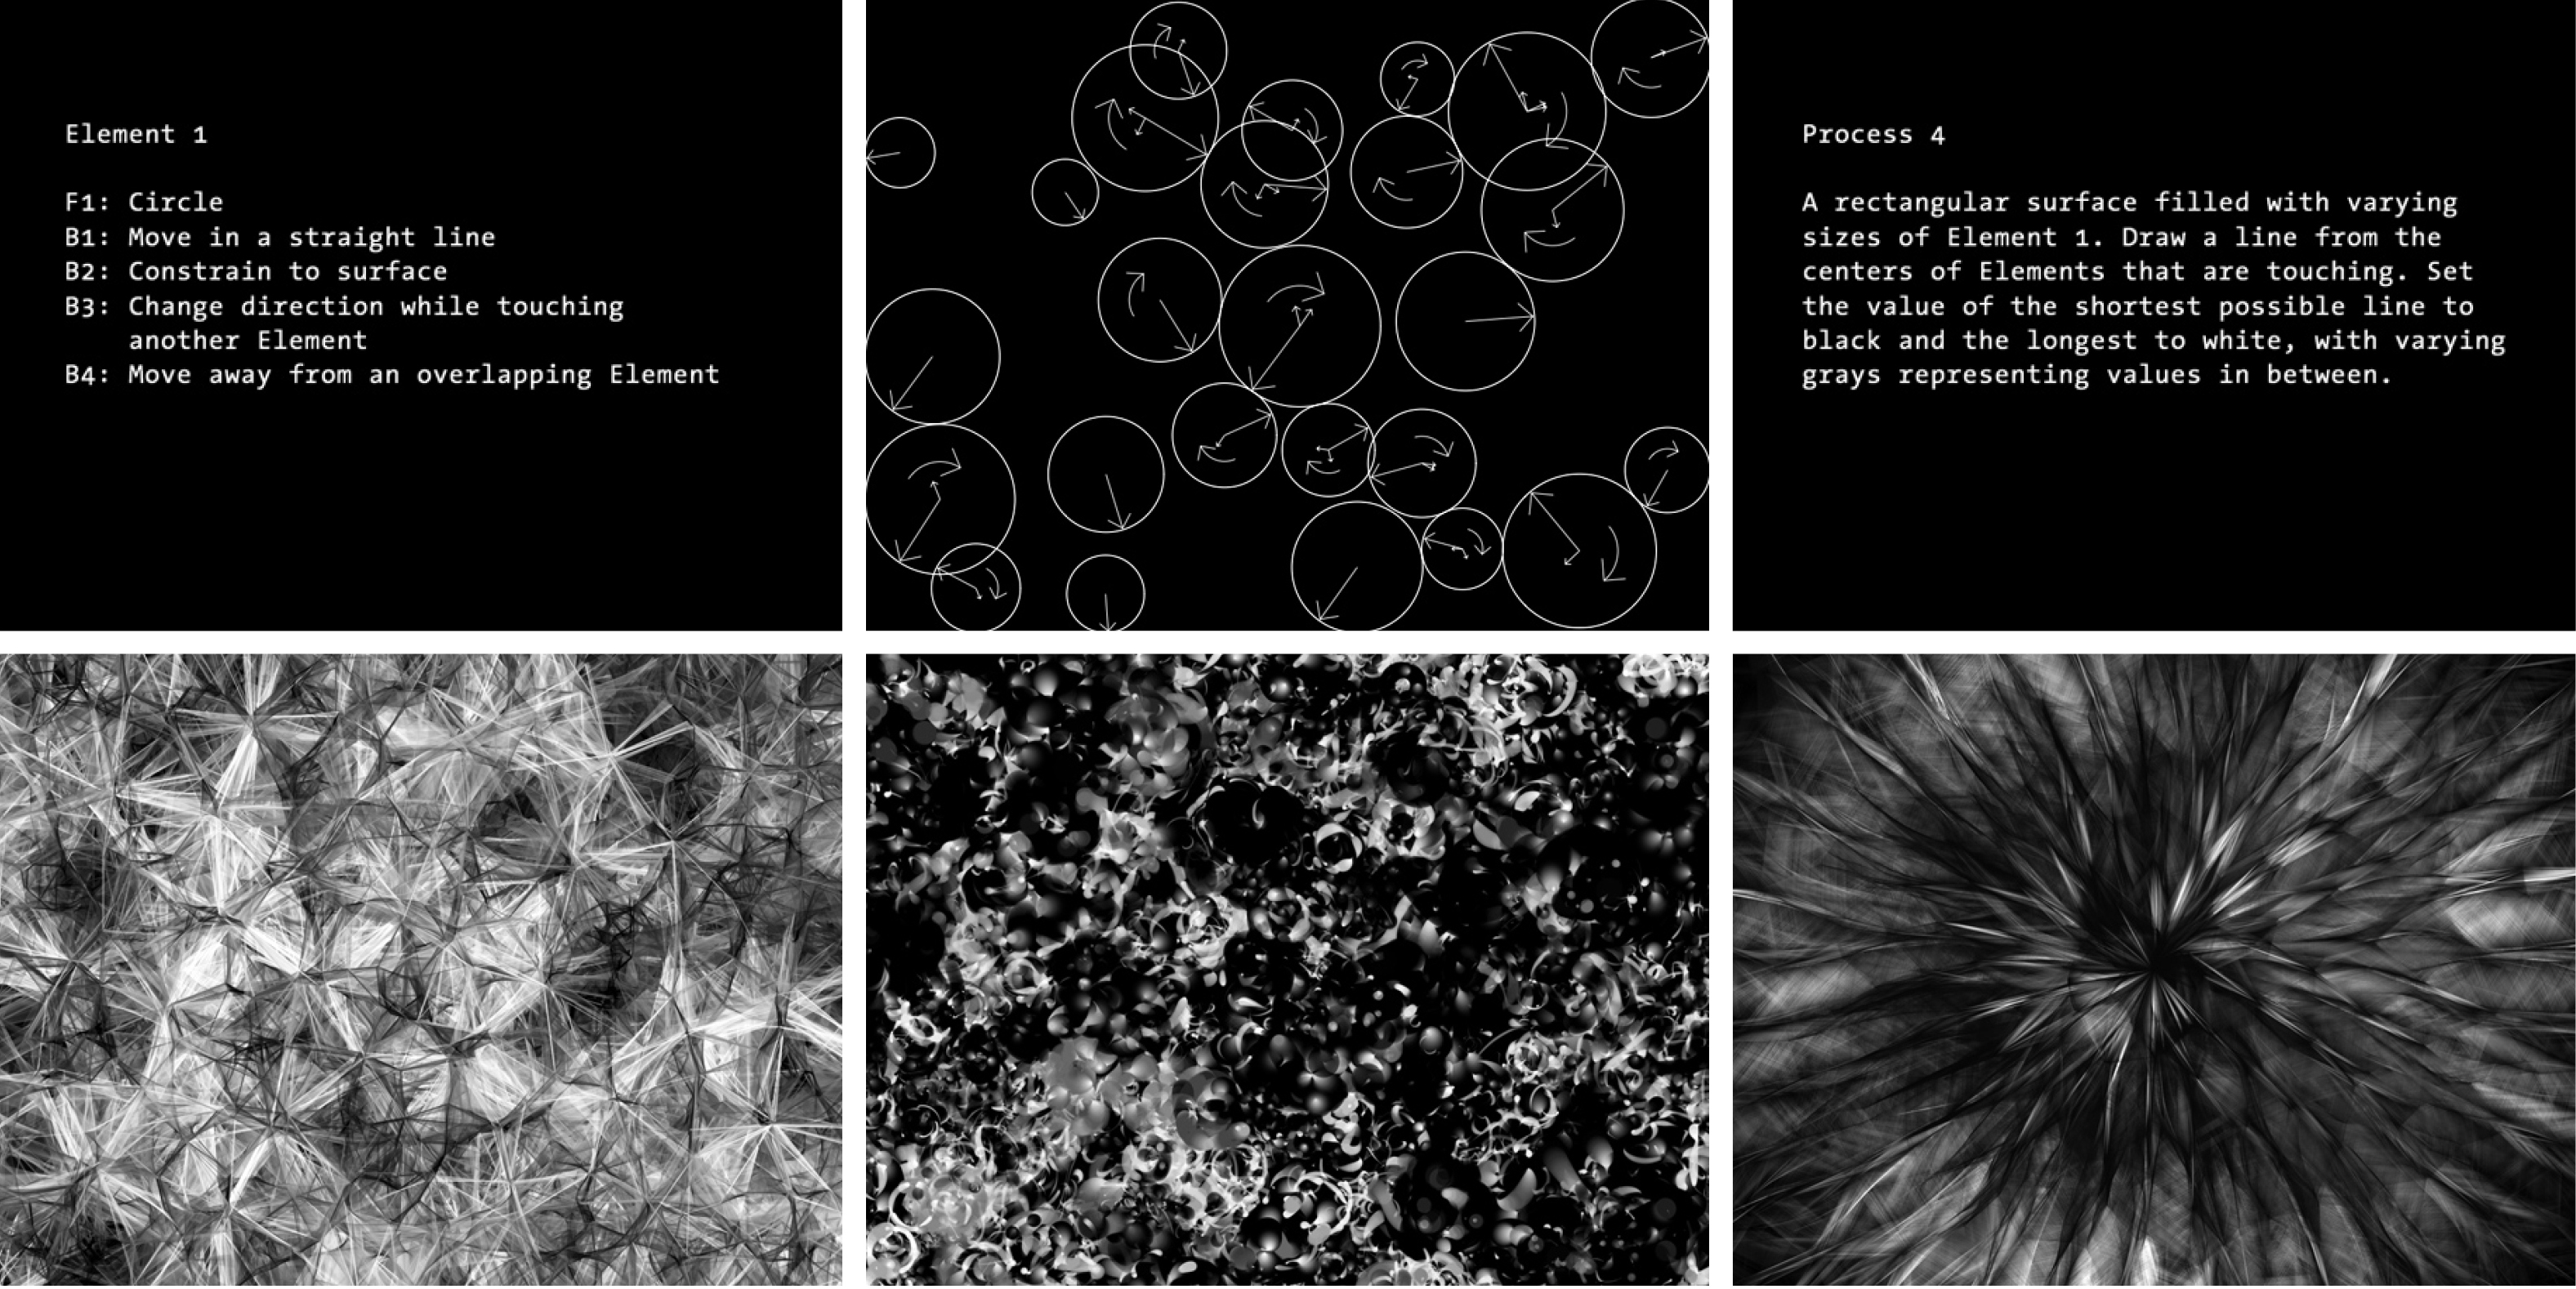 Element 1
F1: Circle
B1: Move in a straight line
B2: Constrain to surface
B3: Change direction while touching
another Element
B4: Move away from an overlapping Element
Process 4
A rectangular surface filled with varying
sizes of Element 1. Draw a line from the
centers of Elements that are touching. Set
the value of the shortest possible line to
black and the longest to white, with varying
grays representing values in between.